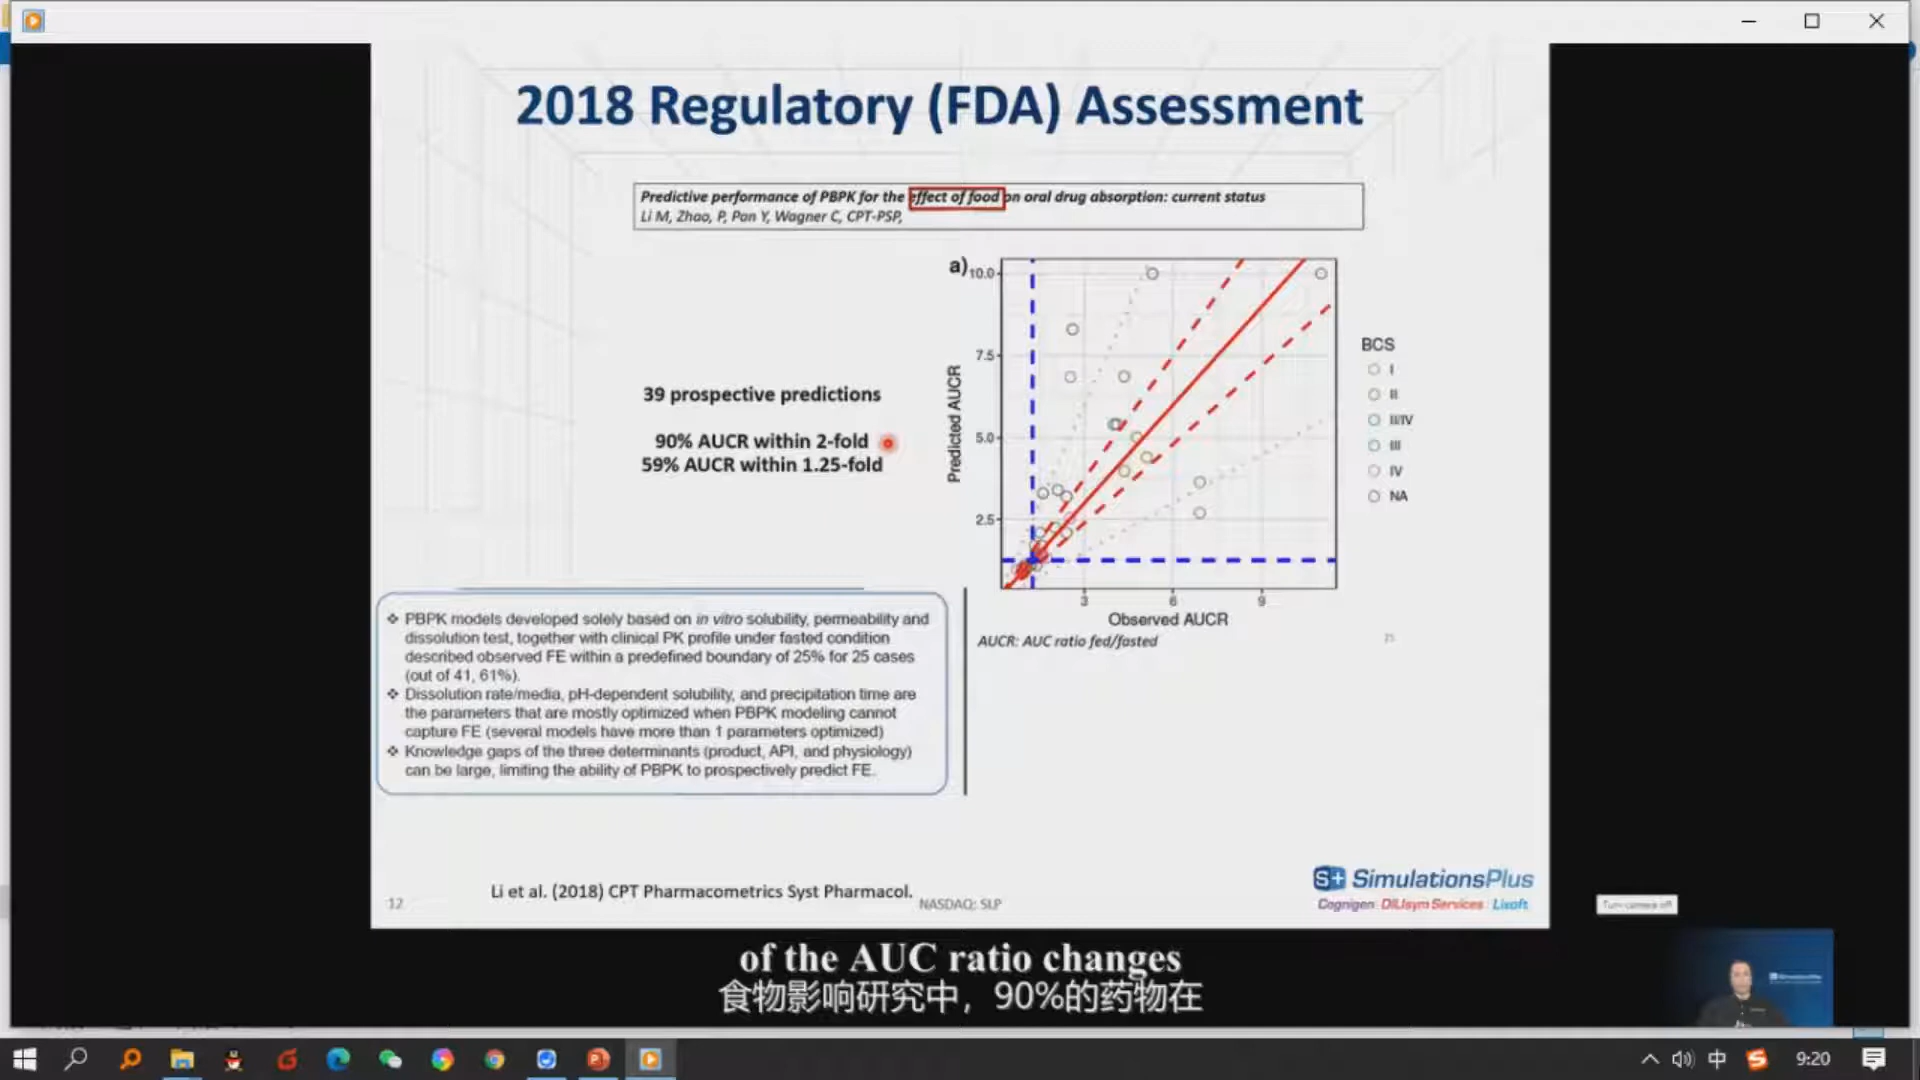 2018 Regulatory (FDA) Assessment
Predictive performance of PBPK for the effect of food on oral drug absorption: current status
Li M, Zhao, P, Pan Y, Wagner C, CPT-PSP,
39 prospective predictions
90% AUCR within 2-fold
59% AUCR within 1.25-fold
a)
10.0
7.5
5.0
2.5
Predicted AUCR
3
6
9
Observed AUCR
BCS
I
II
II/IV
III
IV
NA
AUCR: AUC ratio fed/fasted
❖ PBPK models developed solely based on in vitro solubility, permeability and
dissolution test, together with clinical PK profile under fasted condition
described observed FE within a predefined boundary of 25% for 25 cases
(out of 41, 61%).
❖ Dissolution rate/media, pH-dependent solubility, and precipitation time are
the parameters that are mostly optimized when PBPK modeling cannot
capture FE (several models have more than 1 parameters optimized)
❖ Knowledge gaps of the three determinants (product, API, and physiology)
can be large, limiting the ability of PBPK to prospectively predict FE.
Li et al. (2018) CPT Pharmacometrics Syst Pharmacol.
12
NASDAQ: SLP
S+ SimulationsPlus
Cognigen | DILIsym Services | Lixoft
Turn camera off
of the AUC ratio changes
食物影响研究中，90%的药物在
中
9:20